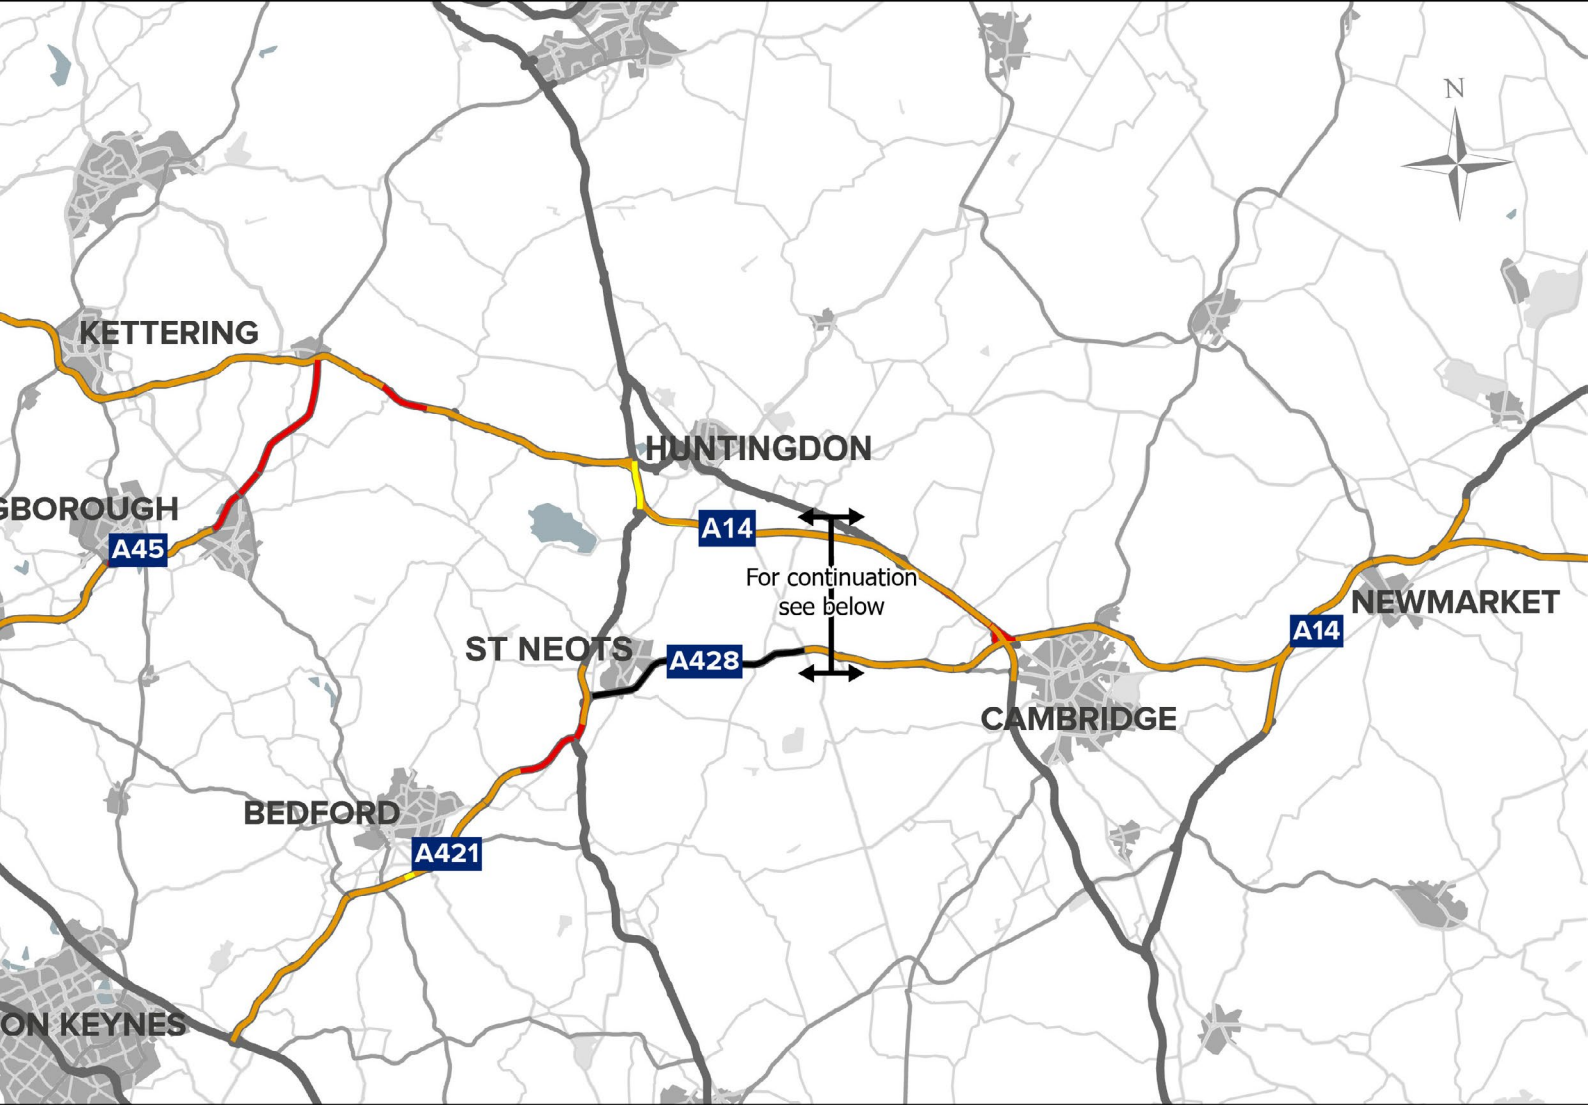 N
KETTERING
HUNTINGDON
GBOROUGH
A14
A45
For continuation
see below
NEWMARKET
A14
ST NEOTS
A428
CAMBRIDGE
BEDFORD
A421
ON KEYNES